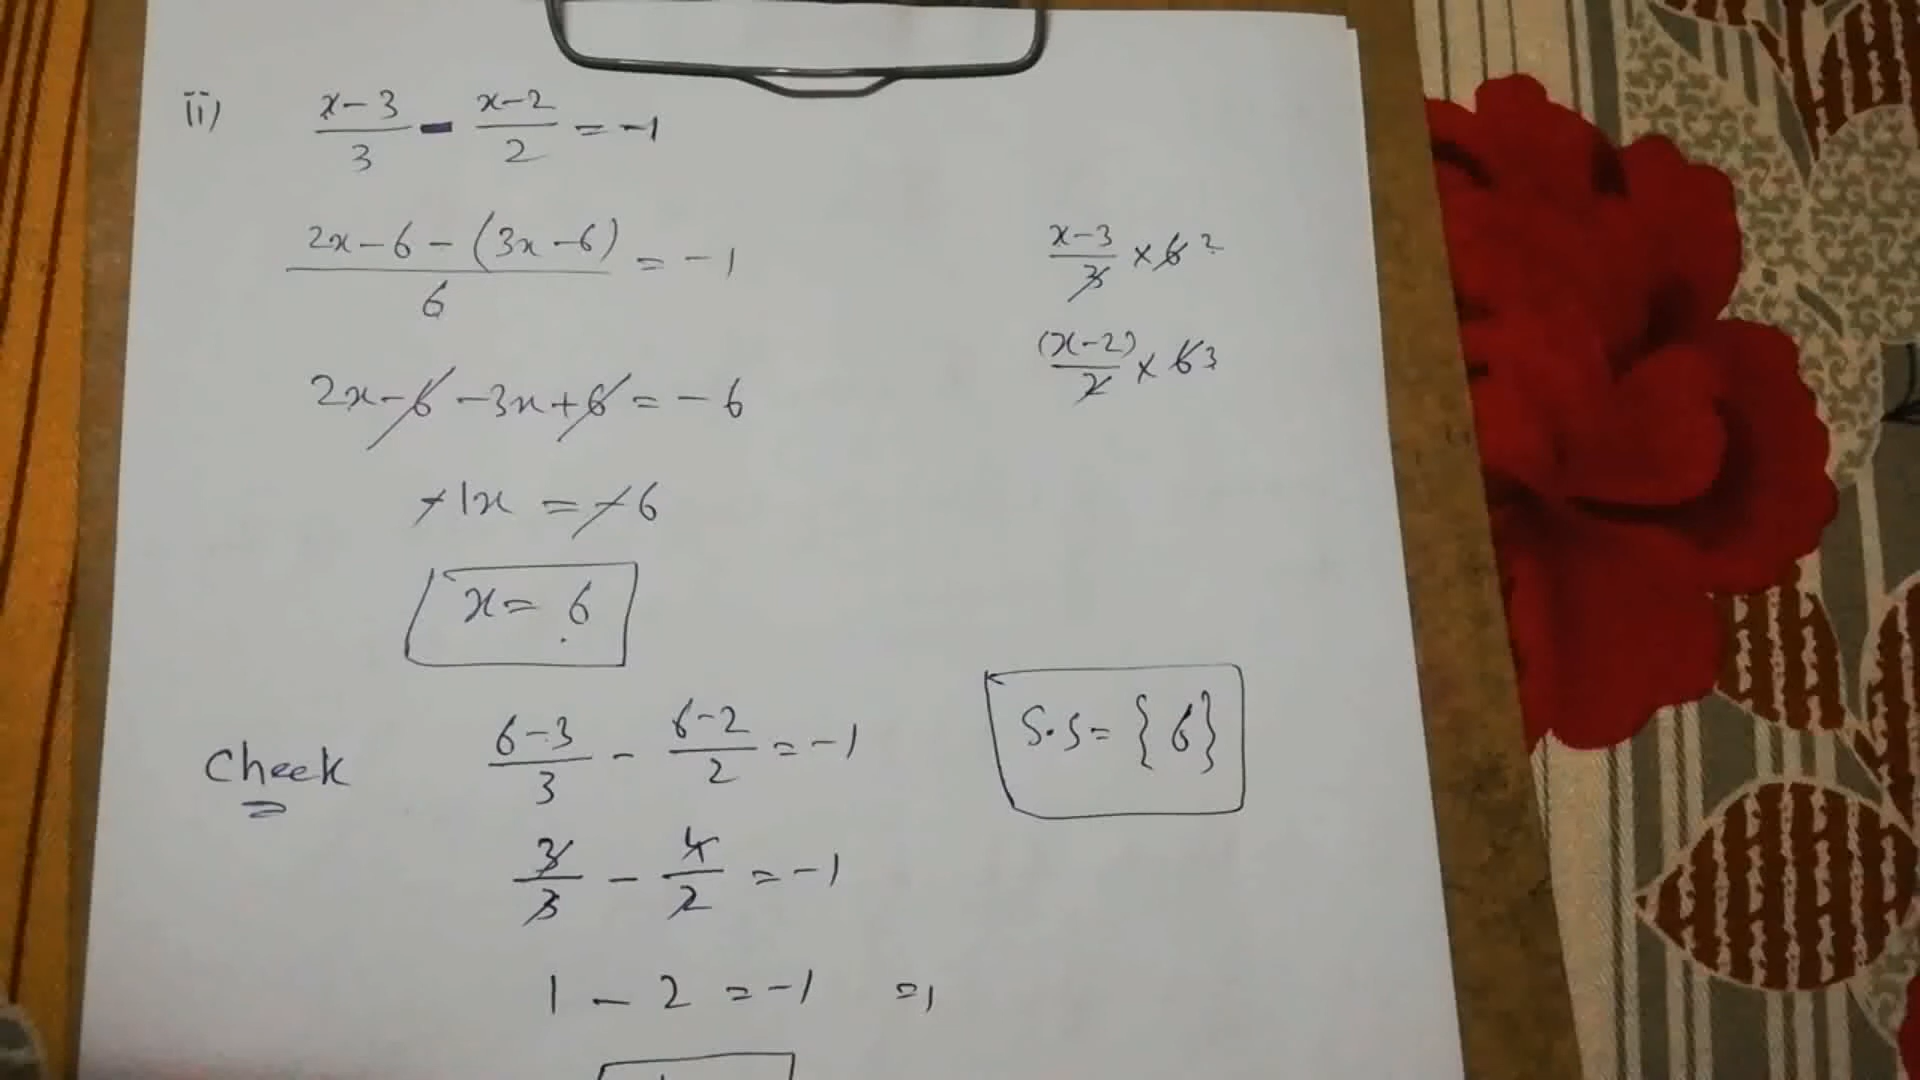 ii) x-3/3 - x-2/2 = -1
2x-6-(3x-6)/6 = -1
x-3/3 × 6 2
(x-2)/2 × 6 3
2x-6-3x+6 = -6
-1x = -6
x = 6
Check 6-3/3 - 6-2/2 = -1
S.S = {6}
3/3 - 4/2 = -1
1 - 2 = -1